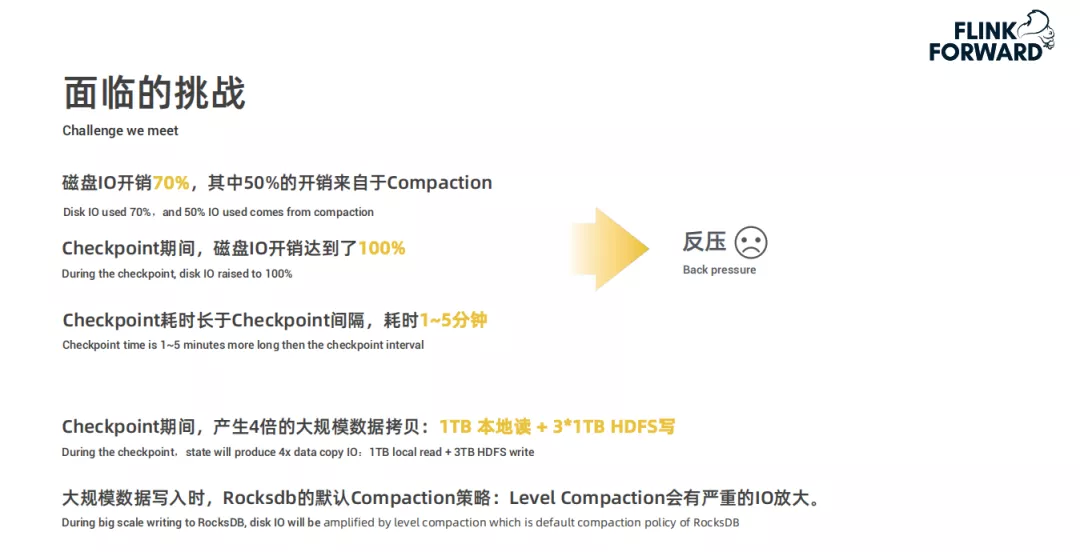 FLINK
FORWARD
面临的挑战
Challenge we meet
磁盘IO开销70%，其中50%的开销来自于Compaction
Disk IO used 70%，and 50% IO used comes from compaction
Checkpoint期间，磁盘IO开销达到了100%
During the checkpoint, disk IO raised to 100%
反压
Back pressure
Checkpoint耗时长于Checkpoint间隔，耗时1~5分钟
Checkpoint time is 1~5 minutes more long then the checkpoint interval
Checkpoint期间，产生4倍的大规模数据拷贝：1TB 本地读 + 3*1TB HDFS写
During the checkpoint，state will produce 4x data copy IO：1TB local read + 3TB HDFS write
大规模数据写入时，Rocksdb的默认Compaction策略：Level Compaction会有严重的IO放大。
During big scale writing to RocksDB, disk IO will be amplified by level compaction which is default compaction policy of RocksDB